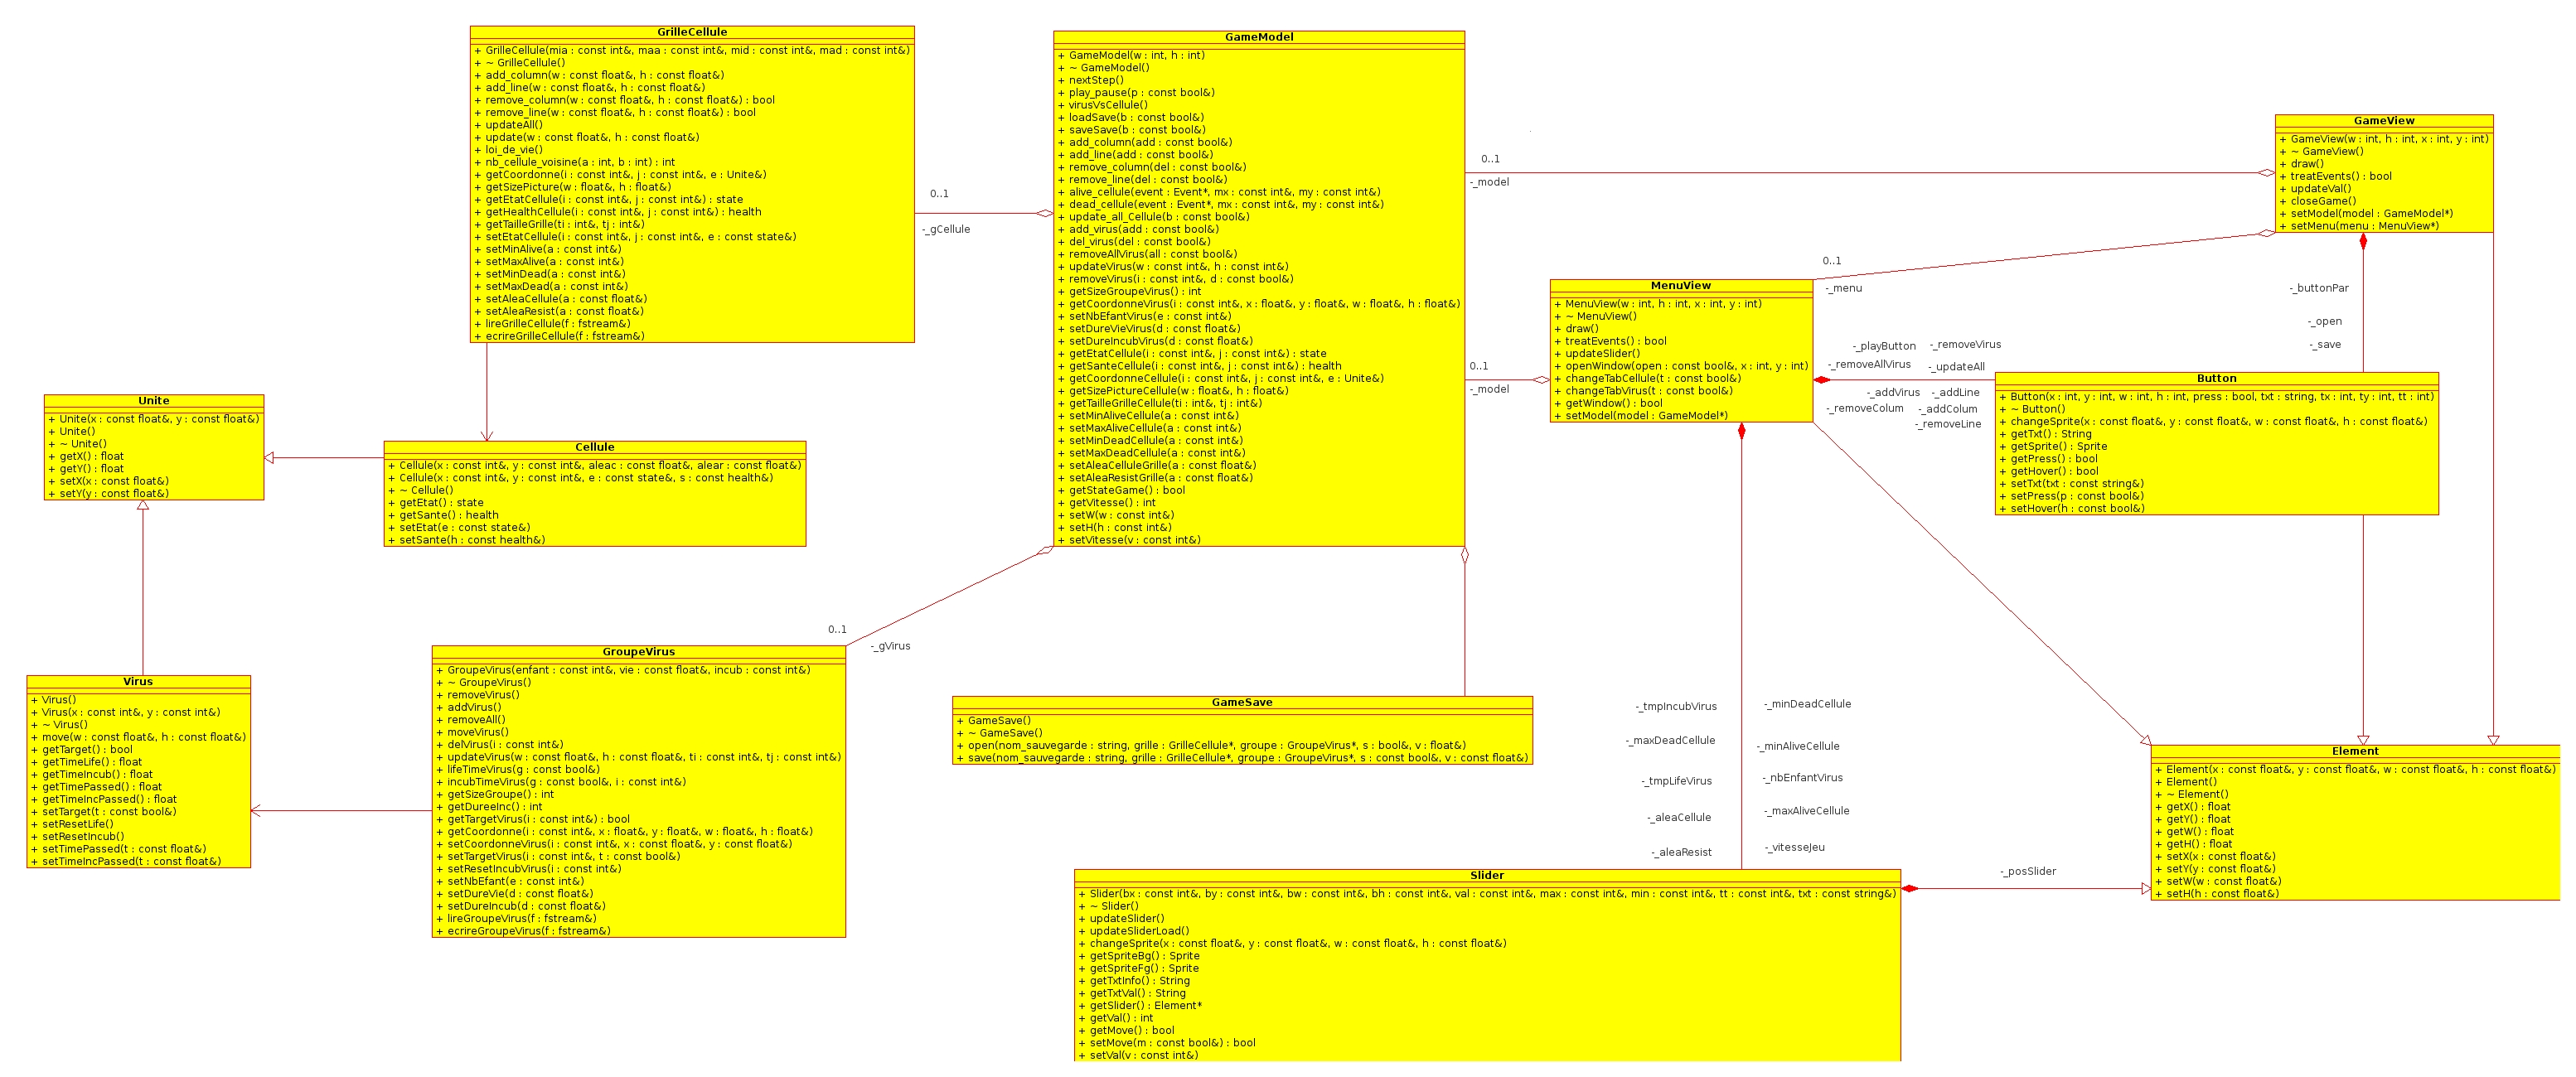 GrilleCellule
+ GrilleCellule(mia : const int&, maa : const int&, mid : const int&, mad : const int&)
+ ~ GrilleCellule()
+ add_column(w : const float&, h : const float&)
+ add_line(w : const float&, h : const float&)
+ remove_column(w : const float&, h : const float&) : bool
+ remove_line(w : const float&, h : const float&) : bool
+ updateAll()
+ update(w : const float&, h : const float&)
+ loi_de_vie()
+ nb_cellule_voisine(a : int, b : int) : int
+ getCoordonne(i : const int&, j : const int&, e : Unite&)
+ getSizePicture(w : float&, h : float&)
+ getEtatCellule(i : const int&, j : const int&) : state
+ getHealthCellule(i : const int&, j : const int&) : health
+ getTailleGrille(ti : int&, tj : int&)
+ setEtatCellule(i : const int&, j : const int&, e : const state&)
+ setMinAlive(a : const int&)
+ setMaxAlive(a : const int&)
+ setMinDead(a : const int&)
+ setMaxDead(a : const int&)
+ setAleaCellule(a : const float&)
+ setAleaResist(a : const float&)
+ lireGrilleCellule(f : fstream&)
+ ecrireGrilleCellule(f : fstream&)
0..1
-_gCellule
GameModel
+ GameModel(w : int, h : int)
+ ~ GameModel()
+ nextStep()
+ play_pause(p : const bool&)
+ virusVsCellule()
+ loadSave(b : const bool&)
+ saveSave(b : const bool&)
+ add_column(add : const bool&)
+ add_line(add : const bool&)
+ remove_column(del : const bool&)
+ remove_line(del : const bool&)
+ alive_cellule(event : Event*, mx : const int&, my : const int&)
+ dead_cellule(event : Event*, mx : const int&, my : const int&)
+ update_all_Cellule(b : const bool&)
+ add_virus(add : const bool&)
+ del_virus(del : const bool&)
+ removeAllVirus(all : const bool&)
+ updateVirus(w : const int&, h : const int&)
+ removeVirus(i : const int&, d : const bool&)
+ getSizeGroupeVirus() : int
+ getCoordonneVirus(i : const int&, x : float&, y : float&, w : float&, h : float&)
+ setNbEfantVirus(e : const int&)
+ setDureVieVirus(d : const float&)
+ setDureIncubVirus(d : const float&)
+ getEtatCellule(i : const int&, j : const int&) : state
+ getSanteCellule(i : const int&, j : const int&) : health
+ getCoordonneCellule(i : const int&, j : const int&, e : Unite&)
+ getSizePictureCellule(w : float&, h : float&)
+ getTailleGrilleCellule(ti : int&, tj : int&)
+ setMinAliveCellule(a : const int&)
+ setMaxAliveCellule(a : const int&)
+ setMinDeadCellule(a : const int&)
+ setMaxDeadCellule(a : const int&)
+ setAleaCelluleGrille(a : const float&)
+ setAleaResistGrille(a : const float&)
+ getStateGame() : bool
+ getVitesse() : int
+ setW(w : const int&)
+ setH(h : const int&)
+ setVitesse(v : const int&)
0..1
-_model
GameView
+ GameView(w : int, h : int, x : int, y : int)
+ ~ GameView()
+ draw()
+ treatEvents() : bool
+ updateVal()
+ closeGame()
+ setModel(model : GameModel*)
+ setMenu(menu : MenuView*)
0..1
-_menu
-_buttonPar
-_open
-_save
MenuView
+ MenuView(w : int, h : int, x : int, y : int)
+ ~ MenuView()
+ draw()
+ treatEvents() : bool
+ updateSlider()
+ openWindow(open : const bool&, x : int, y : int)
+ changeTabCellule(t : const bool&)
+ changeTabVirus(t : const bool&)
+ getWindow() : bool
+ setModel(model : GameModel*)
0..1
-_model
-_playButton -_removeVirus
-_removeAllVirus -_updateAll
-_addVirus -_addLine
-_removeColum -_addColum
-_removeLine
Button
+ Button(x : int, y : int, w : int, h : int, press : bool, txt : string, tx : int, ty : int, tt : int)
+ ~ Button()
+ changeSprite(x : const float&, y : const float&, w : const float&, h : const float&)
+ getTxt() : String
+ getSprite() : Sprite
+ getPress() : bool
+ getHover() : bool
+ setTxt(txt : const string&)
+ setPress(p : const bool&)
+ setHover(h : const bool&)
Unite
+ Unite(x : const float&, y : const float&)
+ Unite()
+ ~ Unite()
+ getX() : float
+ getY() : float
+ setX(x : const float&)
+ setY(y : const float&)
Cellule
+ Cellule(x : const int&, y : const int&, aleac : const float&, alear : const float&)
+ Cellule(x : const int&, y : const int&, e : const state&, s : const health&)
+ ~ Cellule()
+ getEtat() : state
+ getSante() : health
+ setEtat(e : const state&)
+ setSante(h : const health&)
0..1
-_gVirus
Virus
+ Virus()
+ Virus(x : const int&, y : const int&)
+ ~ Virus()
+ move(w : const float&, h : const float&)
+ getTarget() : bool
+ getTimeLife() : float
+ getTimeIncub() : float
+ getTimePassed() : float
+ getTimeIncPassed() : float
+ setTarget(t : const bool&)
+ setResetLife()
+ setResetIncub()
+ setTimePassed(t : const float&)
+ setTimeIncPassed(t : const float&)
GroupeVirus
+ GroupeVirus(enfant : const int&, vie : const float&, incub : const int&)
+ ~ GroupeVirus()
+ removeVirus()
+ addVirus()
+ removeAll()
+ moveVirus()
+ delVirus(i : const int&)
+ updateVirus(w : const float&, h : const float&, ti : const int&, tj : const int&)
+ lifeTimeVirus(g : const bool&)
+ incubTimeVirus(g : const bool&, i : const int&)
+ getSizeGroupe() : int
+ getDureeInc() : int
+ getTargetVirus(i : const int&) : bool
+ getCoordonne(i : const int&, x : float&, y : float&, w : float&, h : float&)
+ setCoordonneVirus(i : const int&, x : const float&, y : const float&)
+ setTargetVirus(i : const int&, t : const bool&)
+ setResetIncubVirus(i : const int&)
+ setNbEfant(e : const int&)
+ setDureVie(d : const float&)
+ setDureIncub(d : const float&)
+ lireGroupeVirus(f : fstream&)
+ ecrireGroupeVirus(f : fstream&)
GameSave
+ GameSave()
+ ~ GameSave()
+ open(nom_sauvegarde : string, grille : GrilleCellule*, groupe : GroupeVirus*, s : bool&, v : float&)
+ save(nom_sauvegarde : string, grille : GrilleCellule*, groupe : GroupeVirus*, s : const bool&, v : const float&)
-_tmpIncubVirus -_minDeadCellule
-_maxDeadCellule -_minAliveCellule
-_tmpLifeVirus -_nbEnfantVirus
-_aleaCellule -_maxAliveCellule
-_aleaResist -_vitesseJeu
Slider
+ Slider(bx : const int&, by : const int&, bw : const int&, bh : const int&, val : const int&, max : const int&, min : const int&, tt : const int&, txt : const string&)
+ ~ Slider()
+ updateSlider()
+ updateSliderLoad()
+ changeSprite(x : const float&, y : const float&, w : const float&, h : const float&)
+ getSpriteBg() : Sprite
+ getSpriteFg() : Sprite
+ getTxtInfo() : String
+ getTxtVal() : String
+ getSlider() : Element*
+ getVal() : int
+ getMove() : bool
+ setMove(m : const bool&) : bool
+ setVal(v : const int&)
-_posSlider
Element
+ Element(x : const float&, y : const float&, w : const float&, h : const float&)
+ Element()
+ ~ Element()
+ getX() : float
+ getY() : float
+ getW() : float
+ getH() : float
+ setX(x : const float&)
+ setY(y : const float&)
+ setW(w : const float&)
+ setH(h : const float&)